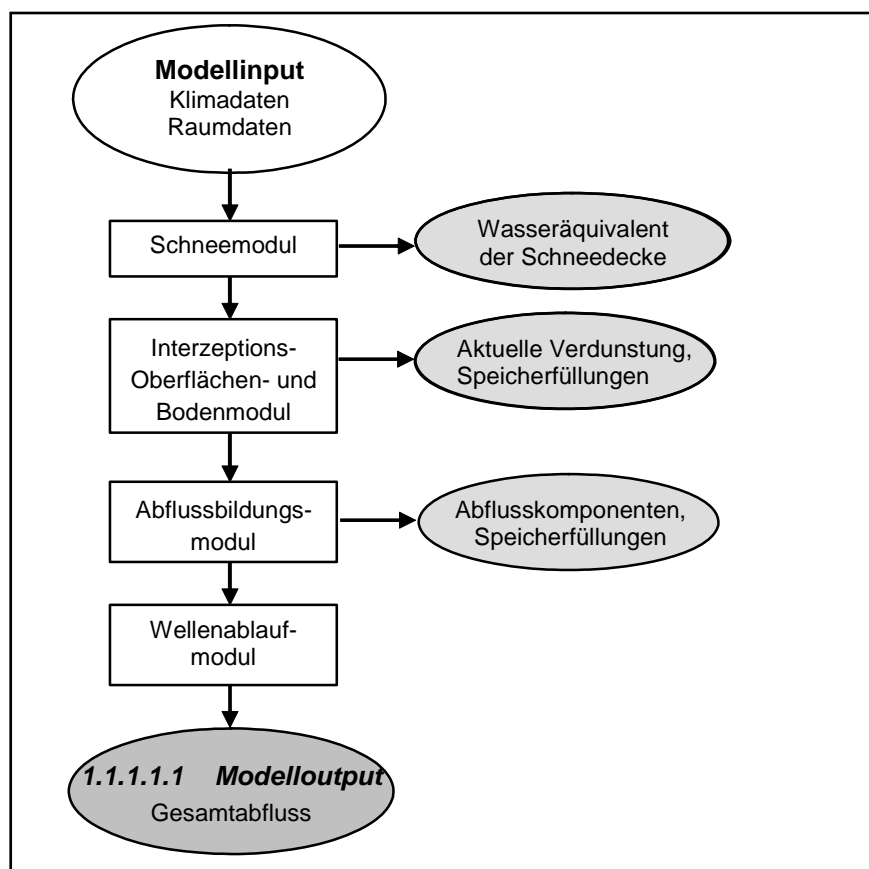 Modellinput
Klimadaten
Raumdaten
Schneemodul
Wasseräquivalent
der Schneedecke
Interzeptions-
Oberflächen- und
Bodenmodul
Aktuelle Verdunstung,
Speicherfüllungen
Abflussbildungs-
modul
Abflusskomponenten,
Speicherfüllungen
Wellenablauf-
modul
1.1.1.1.1 Modelloutput
Gesamtabfluss